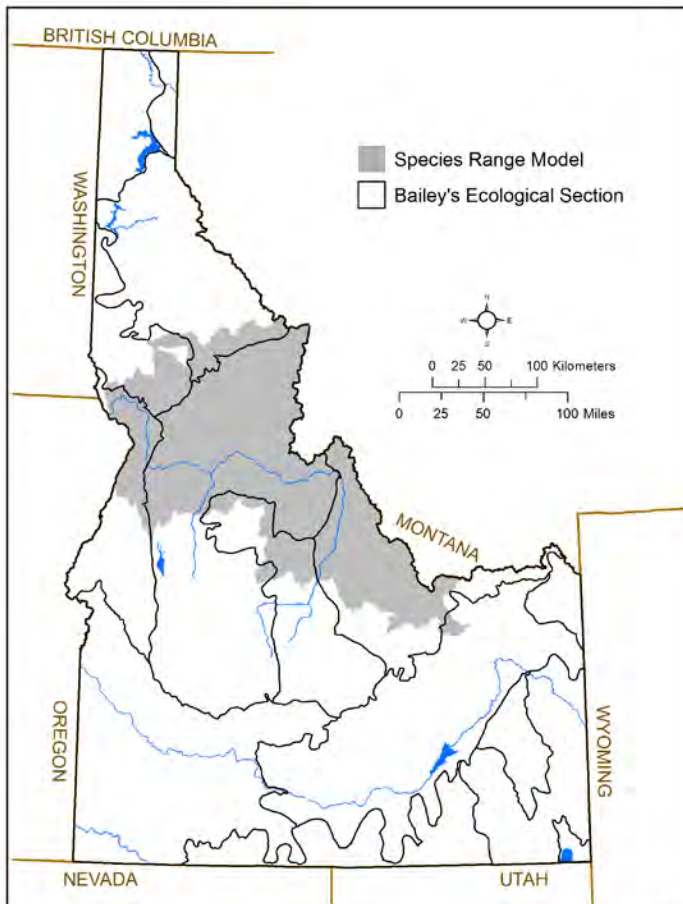 BRITISH COLUMBIA
WASHINGTON
Species Range Model
Bailey's Ecological Section
N
W E
S
0 25 50 100 Kilometers
0 25 50 100 Miles
MONTANA
OREGON
WYOMING
NEVADA
UTAH